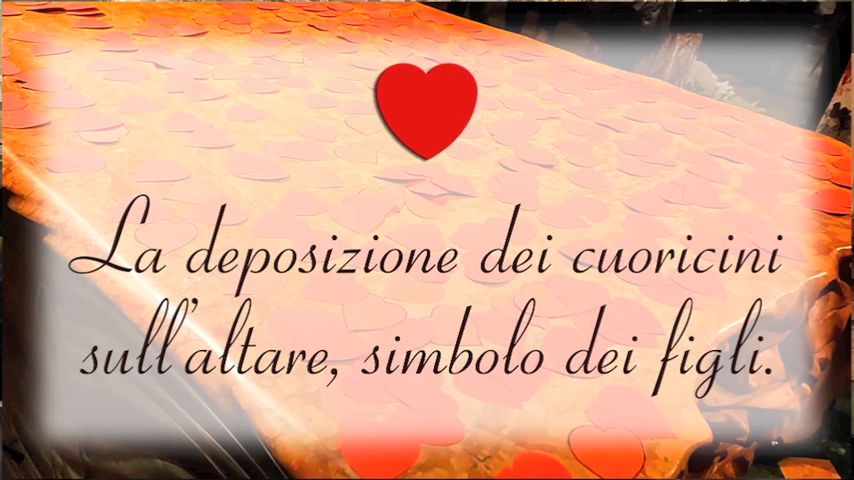 La deposizione dei cuoricini
sull'altare, simbolo dei figli.